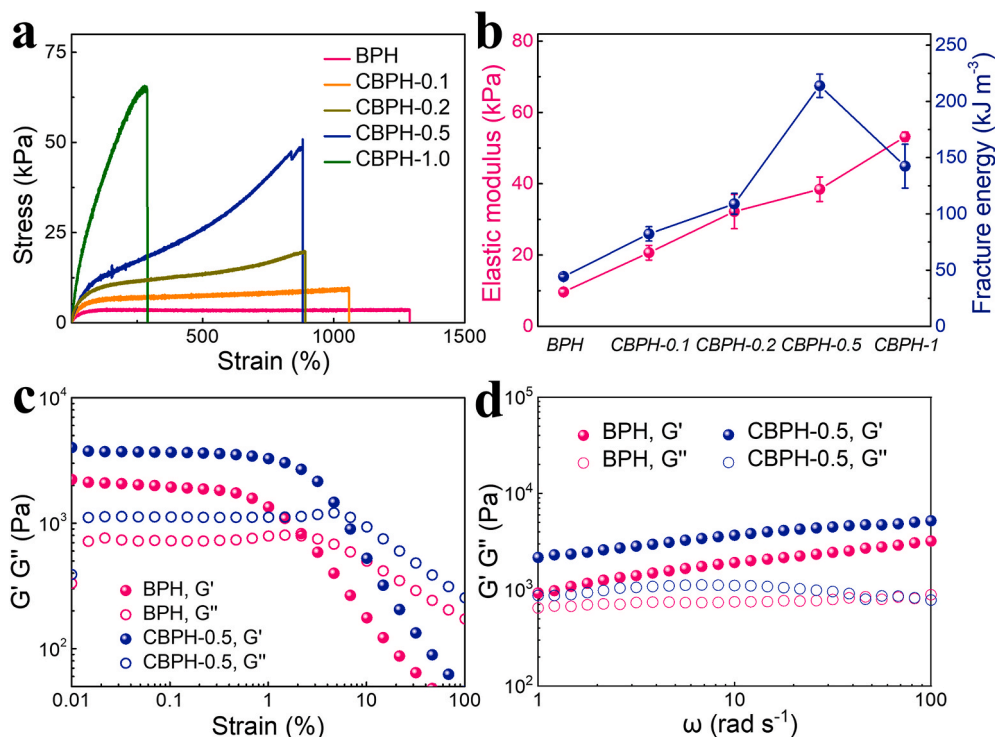 a
75
50
25
0
Stress (kPa)
BPH
CBPH-0.1
CBPH-0.2
CBPH-0.5
CBPH-1.0
500
1000
1500
Strain (%)
b
80
60
40
20
0
Elastic modulus (kPa)
250
200
150
100
50
0
Fracture energy (kJ m⁻³)
BPH CBPH-0.1 CBPH-0.2 CBPH-0.5 CBPH-1
c
10⁴
10³
10²
G' G" (Pa)
BPH, G'
BPH, G"
CBPH-0.5, G'
CBPH-0.5, G"
0.01 0.1 1 10 100
Strain (%)
d
10⁵
10⁴
10³
10²
G' G" (Pa)
BPH, G' CBPH-0.5, G'
BPH, G" CBPH-0.5, G"
1 10 100
ω (rad s⁻¹)